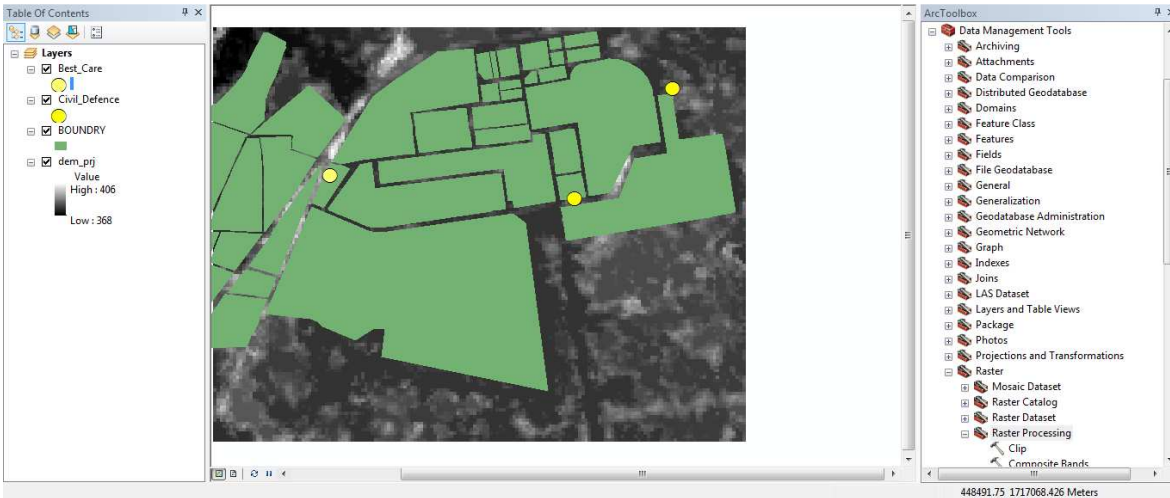 Table Of Contents
Layers
Best_Care
Civil_Defence
BOUNDRY
dem_prj
Value
High : 406
Low : 368
ArcToolbox
Data Management Tools
Archiving
Attachments
Data Comparison
Distributed Geodatabase
Domains
Feature Class
Features
Fields
File Geodatabase
General
Generalization
Geodatabase Administration
Geometric Network
Graph
Indexes
Joins
LAS Dataset
Layers and Table Views
Package
Photos
Projections and Transformations
Raster
Mosaic Dataset
Raster Catalog
Raster Dataset
Raster Processing
Clip
Composite Bands
448491.75 1717068.426 Meters